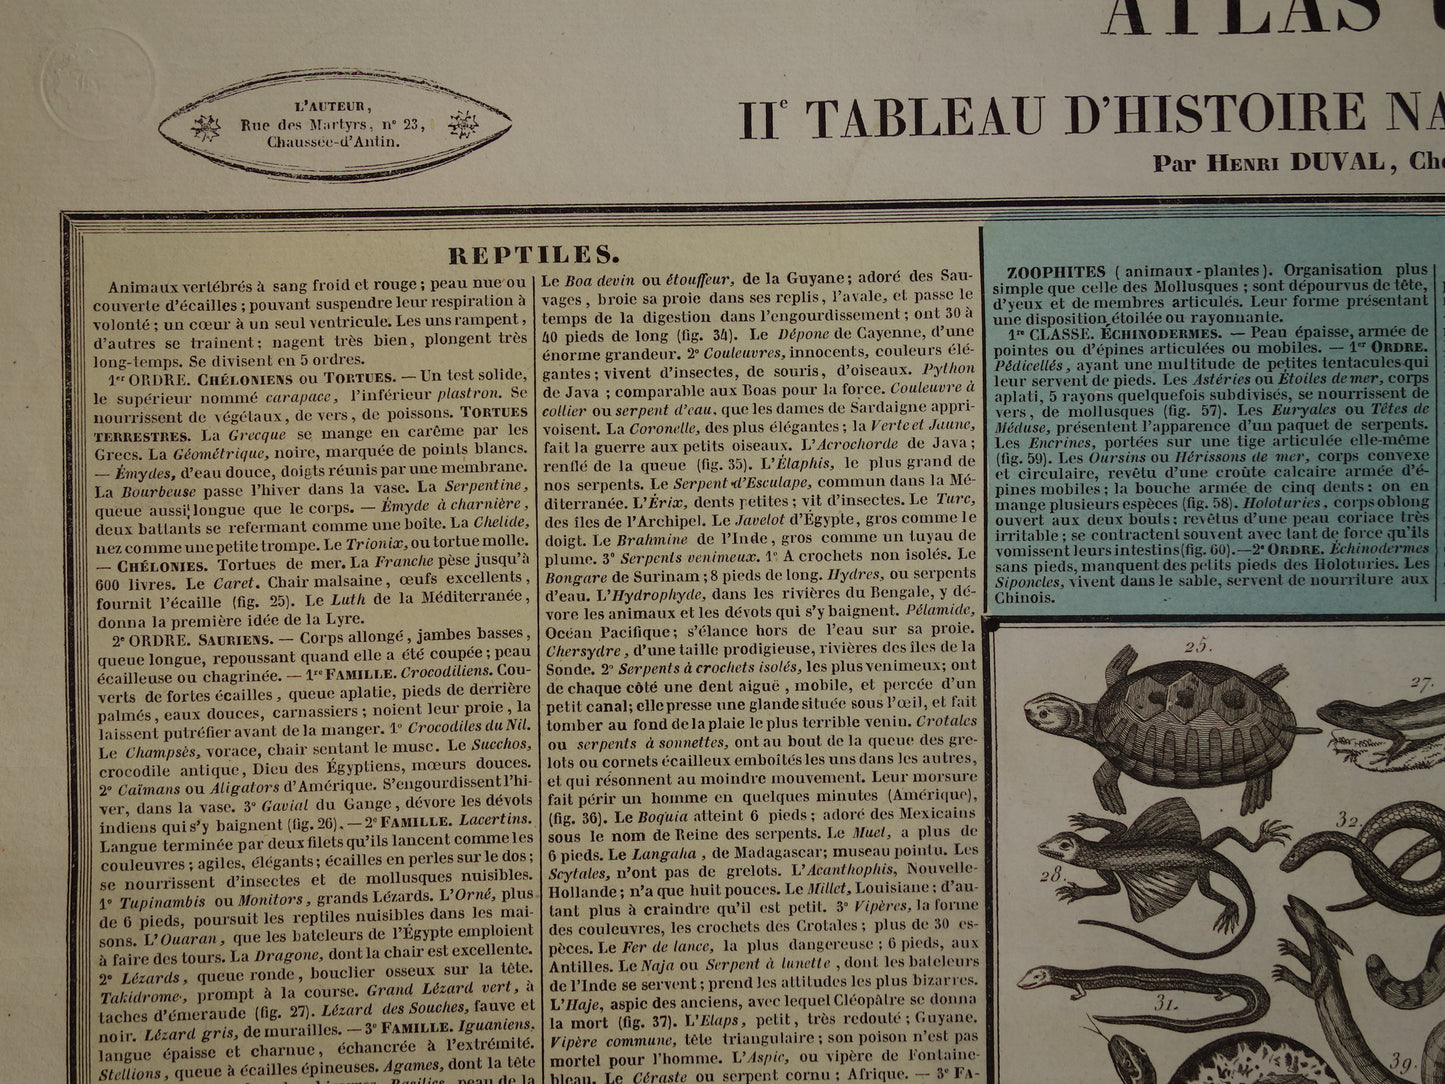 ATLAS
L'AUTEUR,
Rue des Martyrs, n° 23,
Chaussée-d'Antin.
IIe TABLEAU D'HISTOIRE NA
Par HENRI DUVAL, Che
REPTILES.
Animaux vertébrés à sang froid et rouge ; peau nue ou
couverte d'écailles ; pouvant suspendre leur respiration à
volonté ; un cœur à un seul ventricule. Les uns rampent,
d'autres se traînent ; nagent très bien, plongent très
long-temps. Se divisent en 5 ordres.
1er ORDRE. CHÉLONIENS ou TORTUES. — Un test solide,
le supérieur nommé carapace, l'inférieur plastron. Se
nourrissent de végétaux, de vers, de poissons. TORTUES
TERRESTRES. La Grecque se mange en carême par les
Grecs. La Géométrique, noire, marquée de points blancs.
— Émydes, d'eau douce, doigts réunis par une membrane.
La Bourbeuse passe l'hiver dans la vase. La Serpentine,
queue aussi longue que le corps. — Émyde à charnière,
deux battants se refermant comme une boîte. La Chelide,
nez comme une petite trompe. Le Trionix, ou tortue molle.
— CHÉLONIES. Tortues de mer. La Franche pèse jusqu'à
600 livres. Le Caret. Chair malsaine, œufs excellents,
fournit l'écaille (fig. 25). Le Luth de la Méditerranée,
donna la première idée de la Lyre.
2e ORDRE. SAURIENS. — Corps allongé, jambes basses,
queue longue, repoussant quand elle a été coupée ; peau
écailleuse ou chagrinée. — 1re FAMILLE. Crocodiliens. Cou-
verts de fortes écailles, queue aplatie, pieds de derrière
palmés, eaux douces, carnassiers ; noient leur proie, la
laissent putréfier avant de la manger. 1° Crocodiles du Nil.
Le Champsès, vorace, chair sentant le musc. Le Succhos,
crocodile antique, Dieu des Égyptiens, mœurs douces.
2° Caïmans ou Aligators d'Amérique. S'engourdissent l'hi-
ver, dans la vase. 3° Gavial du Gange, dévore les dévots
indiens qui s'y baignent (fig. 26). — 2e FAMILLE. Lacertins.
Langue terminée par deux filets qu'ils lancent comme les
couleuvres ; agiles, élégants ; écailles en perles sur le dos ;
se nourrissent d'insectes et de mollusques nuisibles.
1° Tupinambis ou Monitors, grands Lézards. L'Orné, plus
de 6 pieds, poursuit les reptiles nuisibles dans les mai-
sons. L'Ouaran, que les bateleurs de l'Égypte emploient
à faire des tours. La Dragone, dont la chair est excellente.
2° Lézards, queue ronde, bouclier osseux sur la tête.
Takidrome, prompt à la course. Grand Lézard vert, à
taches d'émeraude (fig. 27). Lézard des Souches, fauve et
noir. Lézard gris, de murailles. — 3e FAMILLE. Iguaniens,
langue épaisse et charnue, échancrée à l'extrémité.
Stellions, queue à écailles épineuses. Agames, dont la tête
Basilics, peau de la
Le Boa devin ou étouffeur, de la Guyane ; adoré des Sau-
vages, broie sa proie dans ses replis, l'avale, et passe le
temps de la digestion dans l'engourdissement ; ont 30 à
40 pieds de long (fig. 34). Le Dépone de Cayenne, d'une
énorme grandeur. 2° Couleuvres, innocents, couleurs élé-
gantes ; vivent d'insectes, de souris, d'oiseaux. Python
de Java ; comparable aux Boas pour la force. Couleuvre à
collier ou serpent d'eau, que les dames de Sardaigne appri-
voisent. La Coronelle, des plus élégantes ; la Verte et Jaune,
fait la guerre aux petits oiseaux. L'Acrochorde de Java ;
renflé de la queue (fig. 35). L'Élaphis, le plus grand de
nos serpents. Le Serpent d'Esculape, commun dans la Mé-
diterranée. L'Érix, dents petites ; vit d'insectes. Le Turc,
des îles de l'Archipel. Le Javelot d'Égypte, gros comme le
doigt. Le Brahmine de l'Inde, gros comme un tuyau de
plume. 3° Serpents venimeux. 1° A crochets non isolés. Le
Bongare de Surinam ; 8 pieds de long. Hydres, ou serpents
d'eau. L'Hydrophyde, dans les rivières du Bengale, y dé-
vore les animaux et les dévots qui s'y baignent. Pélamide,
Océan Pacifique ; s'élance hors de l'eau sur sa proie.
Chersydre, d'une taille prodigieuse, rivières des îles de la
Sonde. 2° Serpents à crochets isolés, les plus venimeux ; ont
de chaque côté une dent aiguë, mobile, et percée d'un
petit canal ; elle presse une glande située sous l'œil, et fait
tomber au fond de la plaie le plus terrible venin. Crotales
ou serpents à sonnettes, ont au bout de la queue des gre-
lots ou cornets écailleux emboîtés les uns dans les autres,
et qui résonnent au moindre mouvement. Leur morsure
fait périr un homme en quelques minutes (Amérique),
(fig. 36). Le Boquia atteint 6 pieds ; adoré des Mexicains
sous le nom de Reine des serpents. Le Muet, a plus de
6 pieds. Le Langaha, de Madagascar ; museau pointu. Les
Scytales, n'ont pas de grelots. L'Acanthophis, Nouvelle-
Hollande ; n'a que huit pouces. Le Millet, Louisiane ; d'au-
tant plus à craindre qu'il est petit. 3° Vipères, la forme
des couleuvres, les crochets des Crotales ; plus de 30 es-
pèces. Le Fer de lance, la plus dangereuse ; 6 pieds, aux
Antilles. Le Naja ou Serpent à lunette, dont les bateleurs
de l'Inde se servent ; prend les attitudes les plus bizarres.
L'Haje, aspic des anciens, avec lequel Cléopâtre se donna
la mort (fig. 37). L'Elaps, petit, très redouté ; Guyane.
Vipère commune, tête triangulaire ; son poison n'est pas
mortel pour l'homme. L'Aspic, ou vipère de Fontaine-
bleau. Le Céraste ou serpent cornu ; Afrique. — 3e FA-
ZOOPHITES (animaux-plantes). Organisation plus
simple que celle des Mollusques ; sont dépourvus de tête,
d'yeux et de membres articulés. Leur forme présentant
une disposition étoilée ou rayonnante.
1re CLASSE. ÉCHINODERMES. — Peau épaisse, armée de
pointes ou d'épines articulées ou mobiles. — 1er ORDRE.
Pédicellés, ayant une multitude de petites tentacules qui
leur servent de pieds. Les Astéries ou Étoiles de mer, corps
aplati, 5 rayons quelquefois subdivisés, se nourrissent de
vers, de mollusques (fig. 57). Les Euryales ou Têtes de
Méduse, présentent l'apparence d'un paquet de serpents.
Les Encrines, portées sur une tige articulée elle-même
(fig. 59). Les Oursins ou Hérissons de mer, corps convexe
et circulaire, revêtu d'une croûte calcaire armée d'é-
pines mobiles ; la bouche armée de cinq dents : on en
mange plusieurs espèces (fig. 58). Holoturies, corps oblong
ouvert aux deux bouts ; revêtus d'une peau coriace très
irritable ; se contractent souvent avec tant de force qu'ils
vomissent leurs intestins (fig. 60). — 2e ORDRE. Échinodermes
sans pieds, manquent des petits pieds des Holoturies. Les
Siponcles, vivent dans le sable, servent de nourriture aux
Chinois.
25.
27.
28.
32.
31.
39.